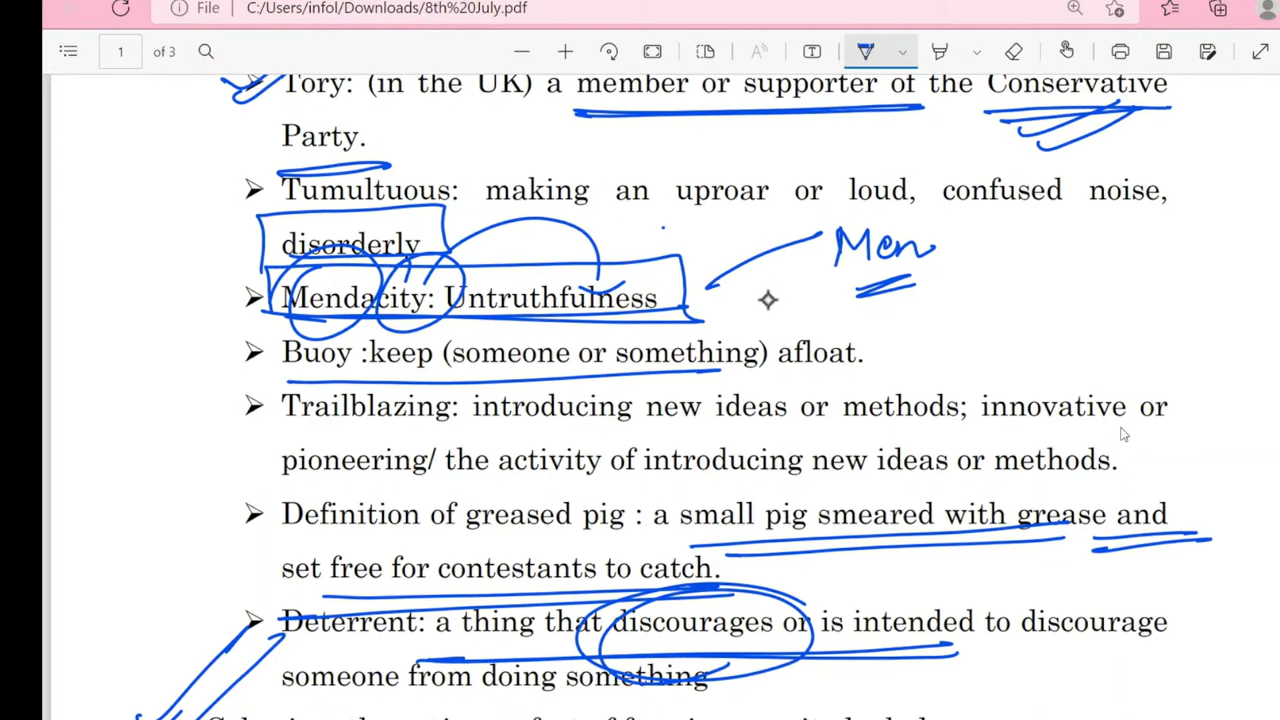 File
C:/Users/infol/Downloads/8th%20July.pdf
1 of 3
Tory: (in the UK) a member or supporter of the Conservative
Party.
Tumultuous: making an uproar or loud, confused noise,
disorderly
Men
Mendacity: Untruthfulness
Buoy :keep (someone or something) afloat.
Trailblazing: introducing new ideas or methods; innovative or
pioneering/ the activity of introducing new ideas or methods.
Definition of greased pig : a small pig smeared with grease and
set free for contestants to catch.
Deterrent: a thing that discourages or is intended to discourage
someone from doing something